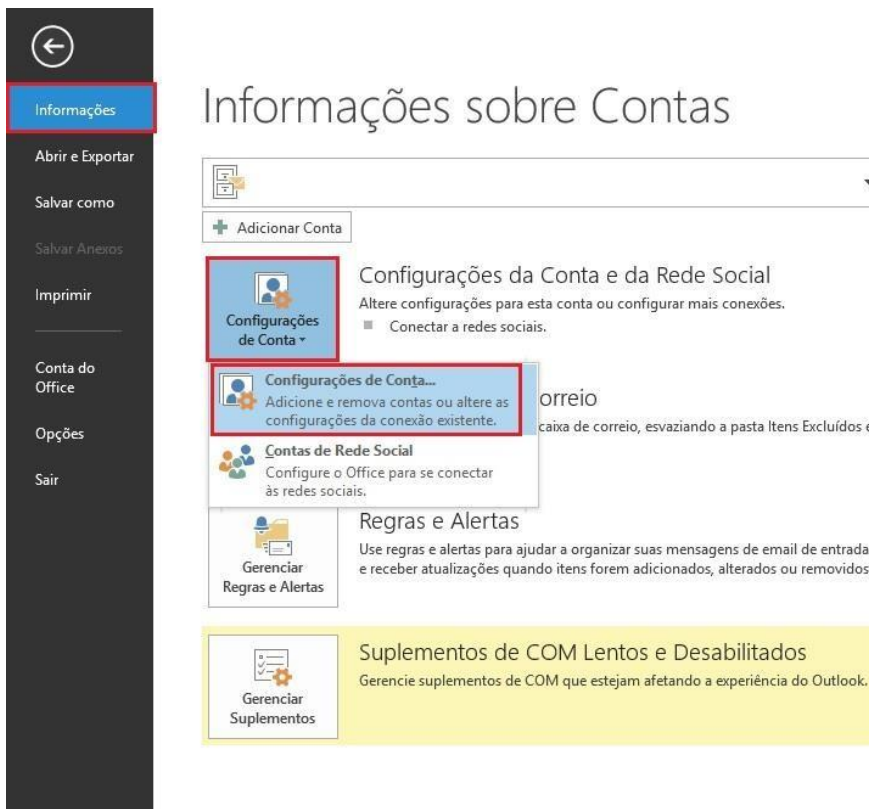 Informações
Abrir e Exportar
Salvar como
Salvar Anexos
Imprimir
Conta do
Office
Opções
Sair
Informações sobre Contas
Adicionar Conta
Configurações
de Conta
Configurações da Conta e da Rede Social
Altere configurações para esta conta ou configurar mais conexões.
Conectar a redes sociais.
Configurações de Conta...
Adicione e remova contas ou altere as
configurações da conexão existente.
Contas de Rede Social
Configure o Office para se conectar
às redes sociais.
orreio
caixa de correio, esvaziando a pasta Itens Excluídos e
Gerenciar
Regras e Alertas
Regras e Alertas
Use regras e alertas para ajudar a organizar suas mensagens de email de entrada
e receber atualizações quando itens forem adicionados, alterados ou removidos
Gerenciar
Suplementos
Suplementos de COM Lentos e Desabilitados
Gerencie suplementos de COM que estejam afetando a experiência do Outlook.